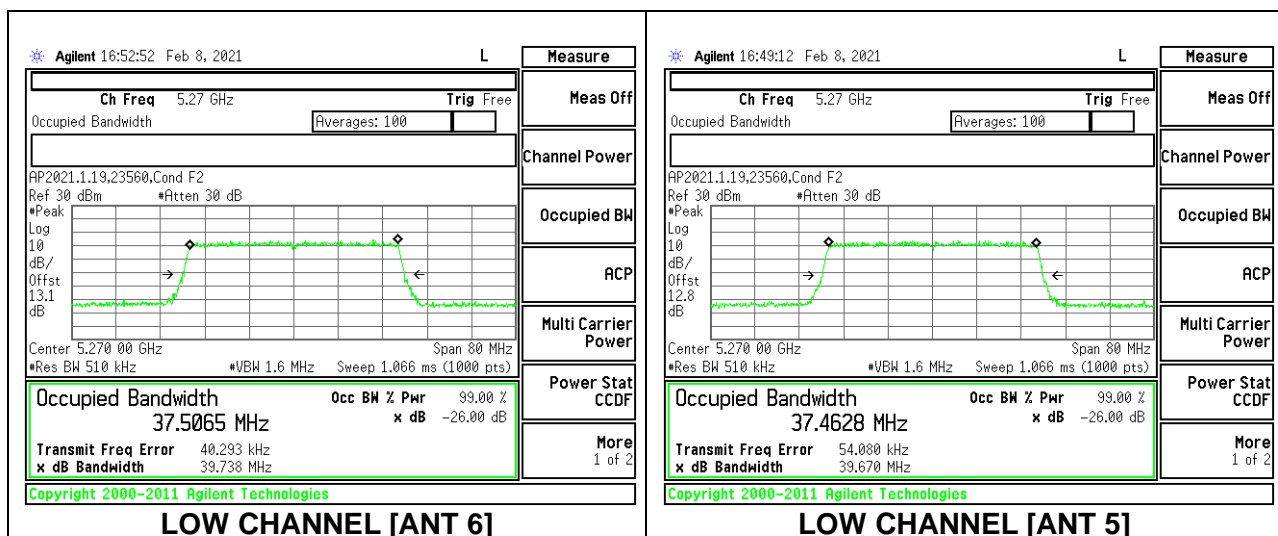 Agilent 16:52:52 Feb 8, 2021 L
Measure
Ch Freq 5.27 GHz Trig Free
Meas Off
Occupied Bandwidth Averages: 100
Channel Power
AP2021.1.19,23560,Cond F2
Ref 30 dBm #Atten 30 dB
#Peak
Occupied BW
Log
10
dB/
ACP
Offst
13.1
dB
Multi Carrier
Power
Center 5.270 00 GHz Span 80 MHz
#Res BW 510 kHz #VBW 1.6 MHz Sweep 1.066 ms (1000 pts)
Power Stat
CCDF
Occupied Bandwidth Occ BW % Pwr 99.00 %
37.5065 MHz x dB -26.00 dB
More
1 of 2
Transmit Freq Error 40.293 kHz
x dB Bandwidth 39.738 MHz
Copyright 2000-2011 Agilent Technologies
LOW CHANNEL [ANT 6]
Agilent 16:49:12 Feb 8, 2021 L
Measure
Ch Freq 5.27 GHz Trig Free
Meas Off
Occupied Bandwidth Averages: 100
Channel Power
AP2021.1.19,23560,Cond F2
Ref 30 dBm #Atten 30 dB
#Peak
Occupied BW
Log
10
dB/
ACP
Offst
12.8
dB
Multi Carrier
Power
Center 5.270 00 GHz Span 80 MHz
#Res BW 510 kHz #VBW 1.6 MHz Sweep 1.066 ms (1000 pts)
Power Stat
CCDF
Occupied Bandwidth Occ BW % Pwr 99.00 %
37.4628 MHz x dB -26.00 dB
More
1 of 2
Transmit Freq Error 54.080 kHz
x dB Bandwidth 39.670 MHz
Copyright 2000-2011 Agilent Technologies
LOW CHANNEL [ANT 5]